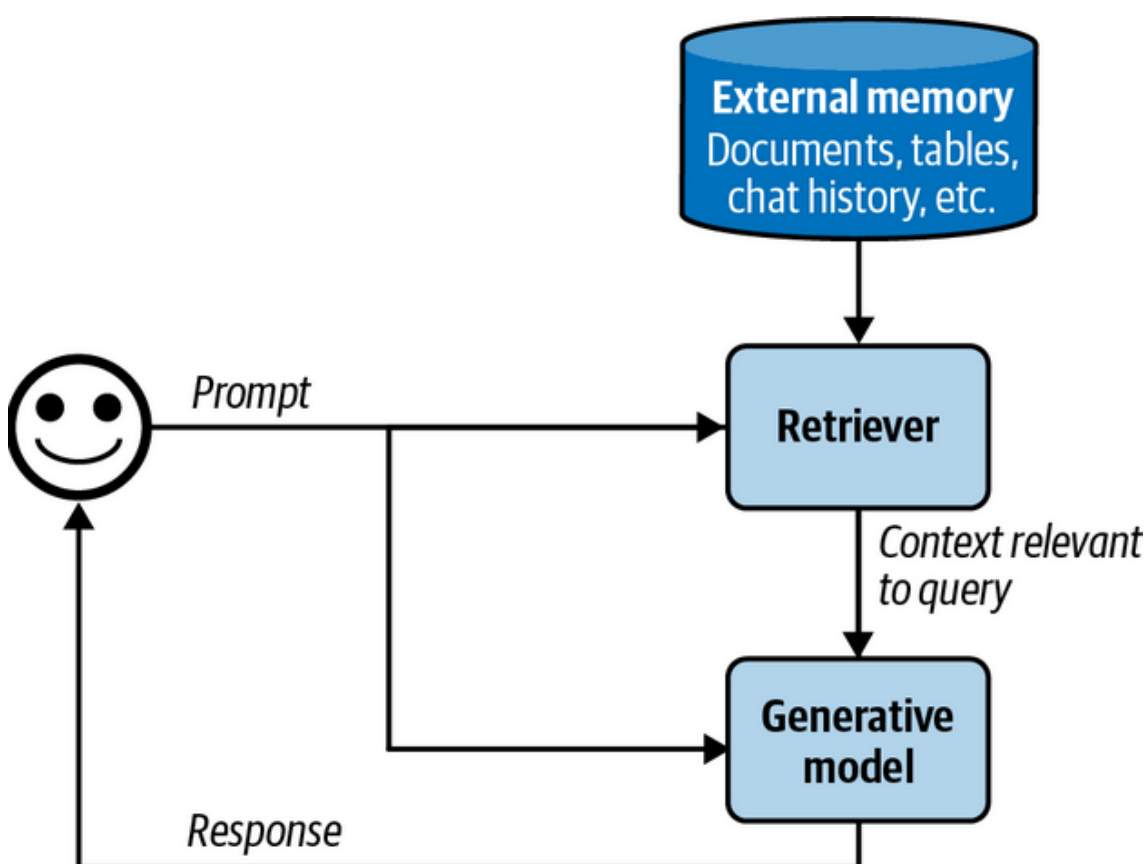 External memory
Documents, tables,
chat history, etc.
Prompt
Retriever
Context relevant
to query
Generative
model
Response